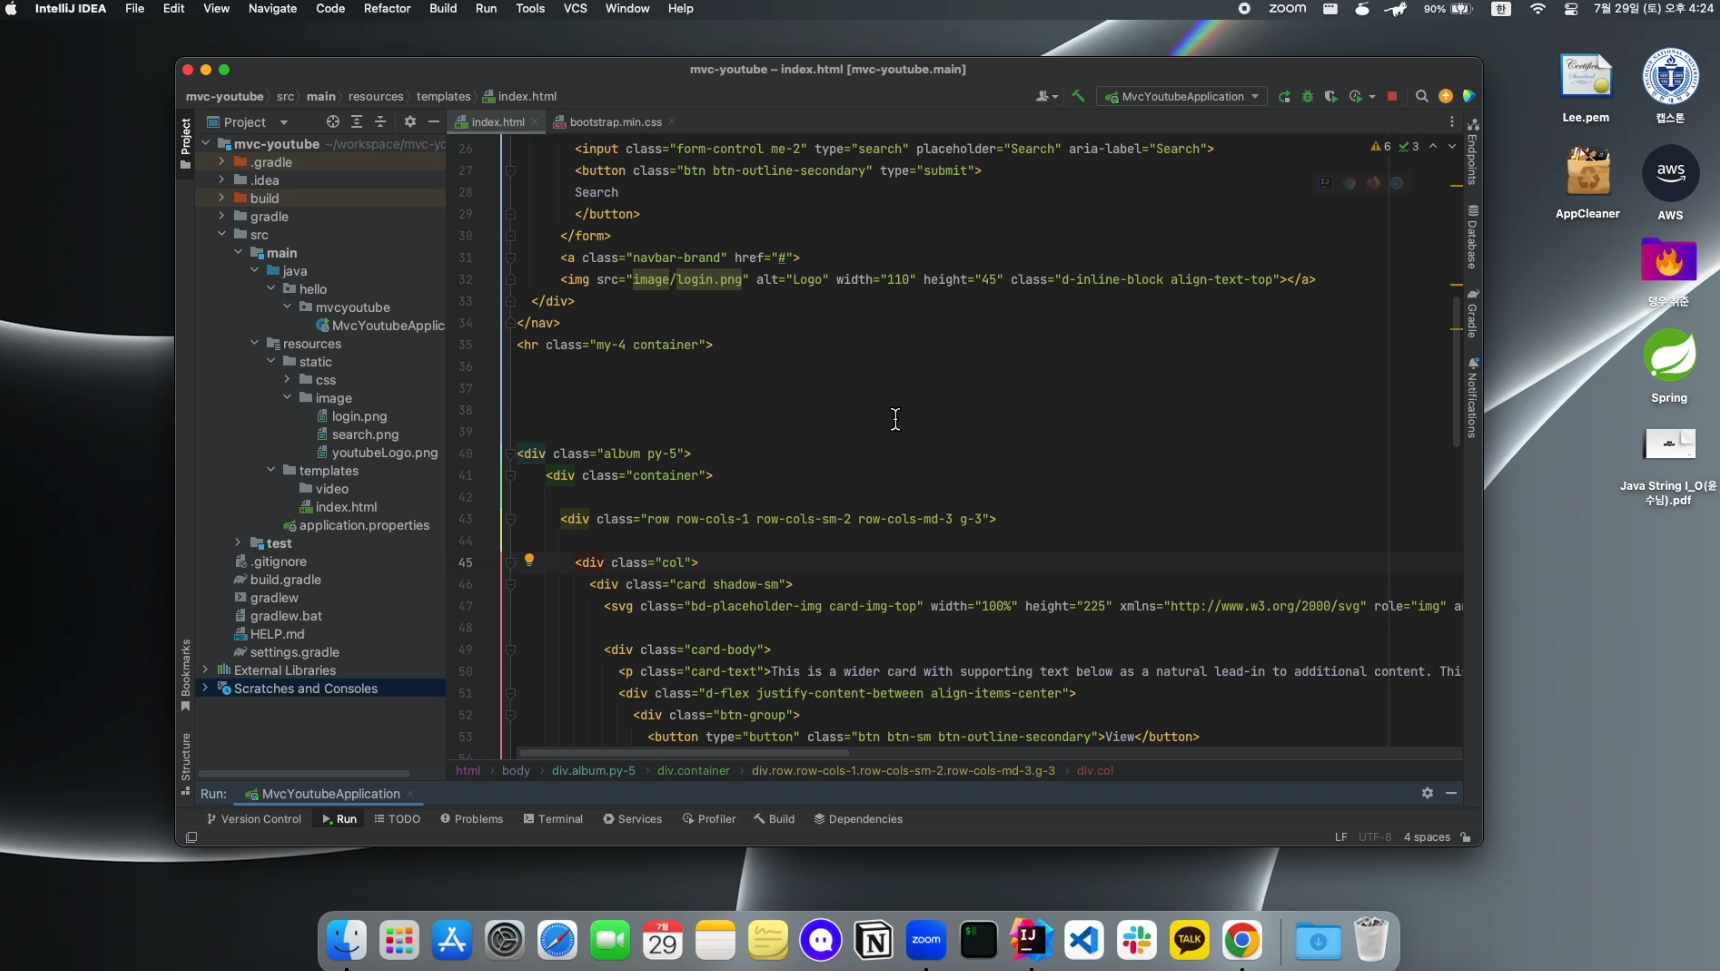 IntelliJ IDEA File Edit View Navigate Code Refactor Build Run Tools VCS Window Help zoom 90% 한 7월 29일 (토) 오후 4:24
mvc-youtube – index.html [mvc-youtube.main]
mvc-youtube src main resources templates index.html MvcYoutubeApplication
Project index.html bootstrap.min.css
Project
mvc-youtube ~/workspace/mvc-yo
.gradle
.idea
build
gradle
src
main
java
hello
mvcyoutube
MvcYoutubeApplic
resources
static
css
image
login.png
search.png
youtubeLogo.png
templates
video
index.html
application.properties
test
.gitignore
build.gradle
gradlew
gradlew.bat
HELP.md
settings.gradle
External Libraries
Scratches and Consoles
Bookmarks
Structure
6 3
26 <input class="form-control me-2" type="search" placeholder="Search" aria-label="Search">
27 <button class="btn btn-outline-secondary" type="submit">
28 Search
29 </button>
30 </form>
31 <a class="navbar-brand" href="#">
32 <img src="image/login.png" alt="Logo" width="110" height="45" class="d-inline-block align-text-top"></a>
33 </div>
34 </nav>
35 <hr class="my-4 container">
36
37
38
39
40 <div class="album py-5">
41 <div class="container">
42
43 <div class="row row-cols-1 row-cols-sm-2 row-cols-md-3 g-3">
44
45 <div class="col">
46 <div class="card shadow-sm">
47 <svg class="bd-placeholder-img card-img-top" width="100%" height="225" xmlns="http://www.w3.org/2000/svg" role="img" a
48
49 <div class="card-body">
50 <p class="card-text">This is a wider card with supporting text below as a natural lead-in to additional content. This
51 <div class="d-flex justify-content-between align-items-center">
52 <div class="btn-group">
53 <button type="button" class="btn btn-sm btn-outline-secondary">View</button>
html body div.album.py-5 div.container div.row.row-cols-1.row-cols-sm-2.row-cols-md-3.g-3 div.col
Endpoints
Database
Gradle
Notifications
Run: MvcYoutubeApplication
Version Control Run TODO Problems Terminal Services Profiler Build Dependencies
LF UTF-8 4 spaces
Lee.pem
캡스톤
AppCleaner
aws
AWS
덩우 취준
Spring
Java String I_O(윤
수님).pdf
7월
29
zoom
IJ
TALK